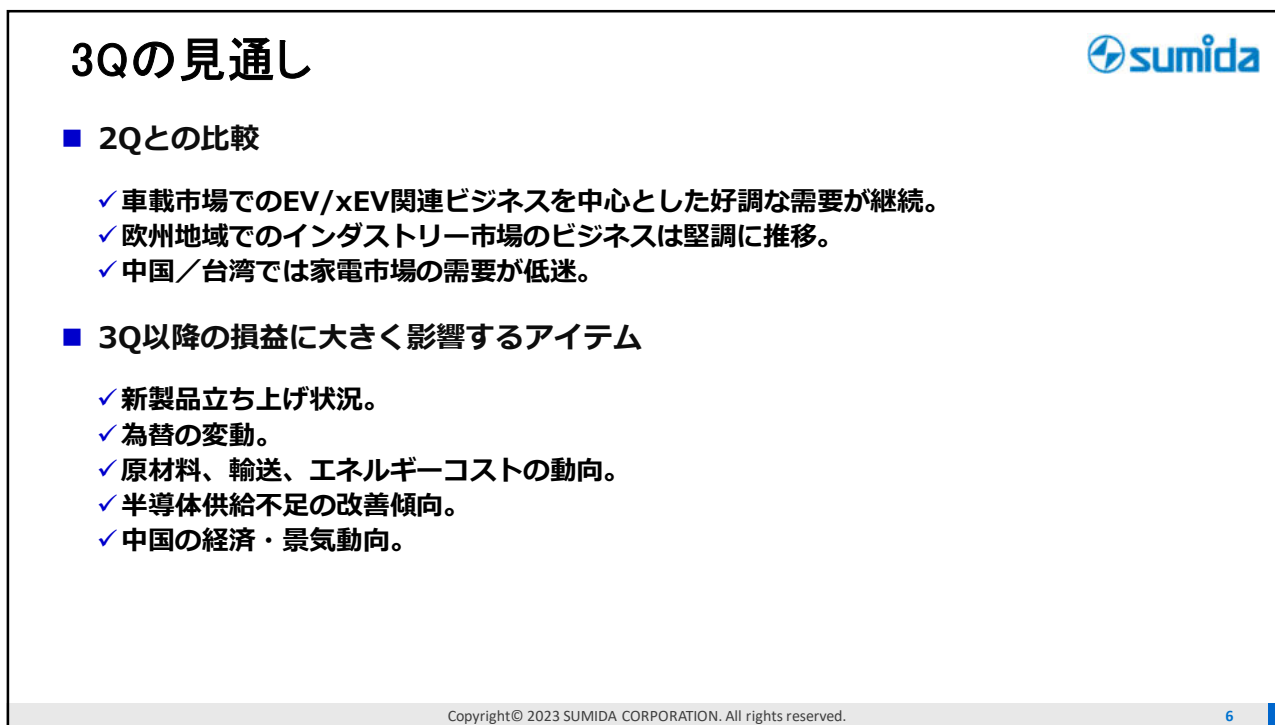 3Qの見通し
sumida
■ 2Qとの比較
✓車載市場でのEV/xEV関連ビジネスを中心とした好調な需要が継続。
✓欧州地域でのインダストリー市場のビジネスは堅調に推移。
✓中国／台湾では家電市場の需要が低迷。
■ 3Q以降の損益に大きく影響するアイテム
✓新製品立ち上げ状況。
✓為替の変動。
✓原材料、輸送、エネルギーコストの動向。
✓半導体供給不足の改善傾向。
✓中国の経済・景気動向。
Copyright© 2023 SUMIDA CORPORATION. All rights reserved.
6